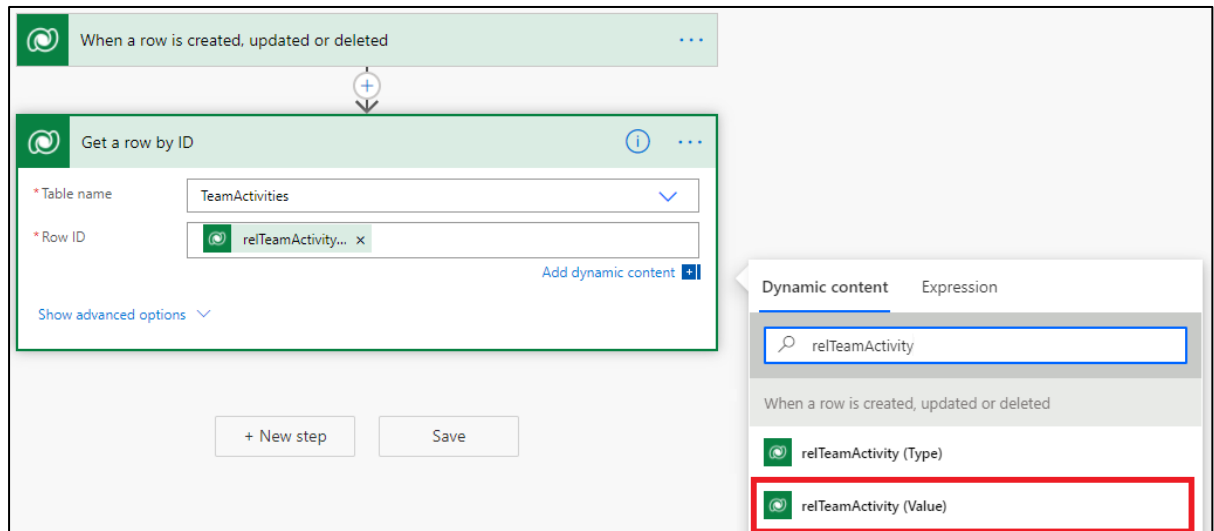 When a row is created, updated or deleted
...
+
Get a row by ID
i
...
* Table name
TeamActivities
* Row ID
relTeamActivity... ×
Add dynamic content +
Show advanced options
+ New step
Save
Dynamic content
Expression
relTeamActivity
When a row is created, updated or deleted
relTeamActivity (Type)
relTeamActivity (Value)